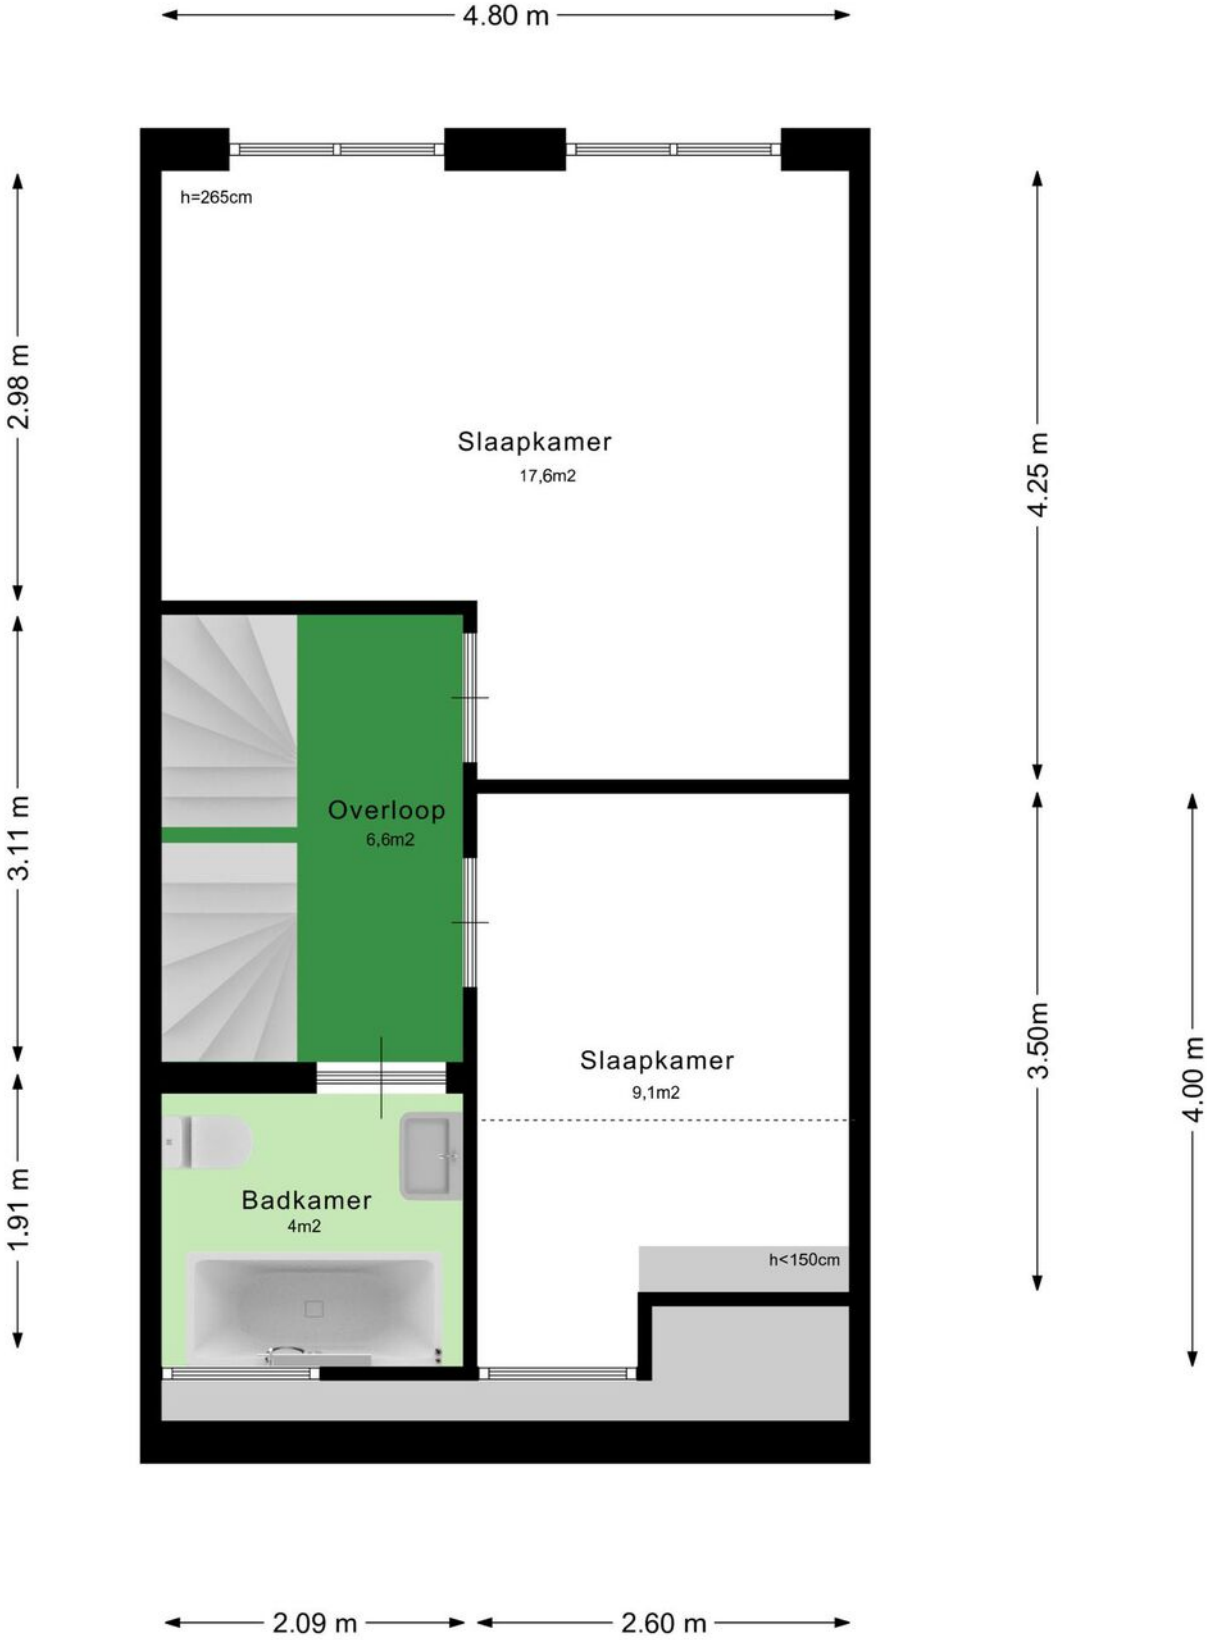 4.80 m
h=265cm
2.98 m
Slaapkamer
17,6m2
4.25 m
Overloop
6,6m2
3.11 m
Slaapkamer
9,1m2
3.50m
4.00 m
Badkamer
4m2
1.91 m
h<150cm
2.09 m
2.60 m